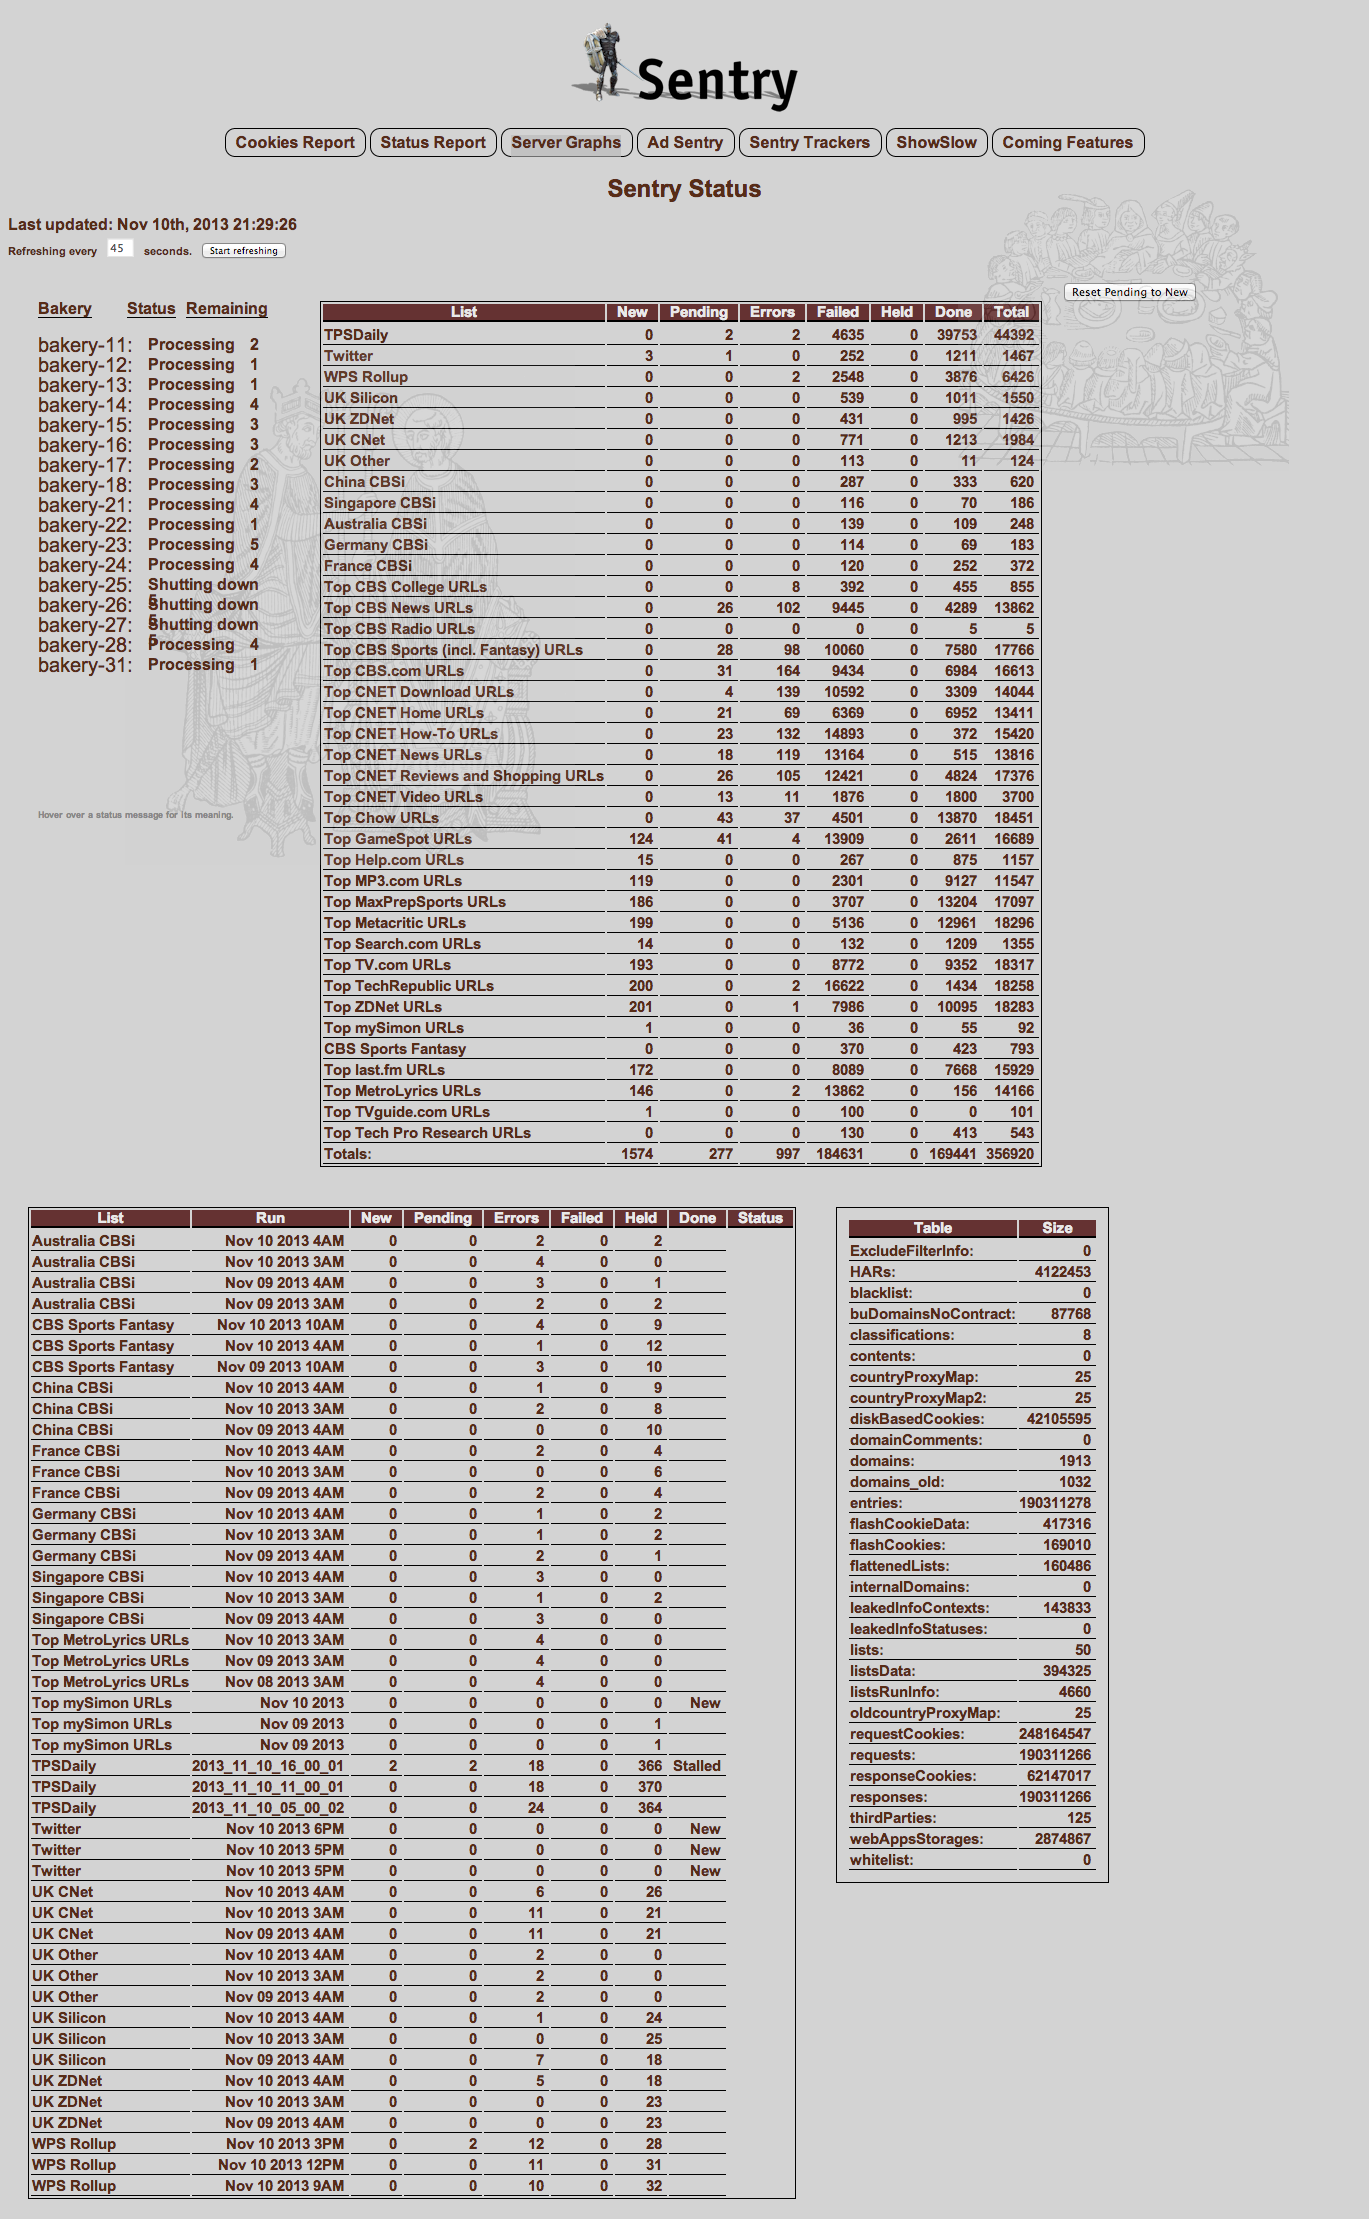 Sentry
Cookies Report Status Report Server Graphs Ad Sentry Sentry Trackers ShowSlow Coming Features
Sentry Status
Last updated: Nov 10th, 2013 21:29:26
Refreshing every 45 seconds. Start refreshing
Reset Pending to New
Bakery Status Remaining
bakery-11: Processing 2
bakery-12: Processing 1
bakery-13: Processing 1
bakery-14: Processing 4
bakery-15: Processing 3
bakery-16: Processing 3
bakery-17: Processing 2
bakery-18: Processing 3
bakery-21: Processing 4
bakery-22: Processing 1
bakery-23: Processing 5
bakery-24: Processing 4
bakery-25: Shutting down 5
bakery-26: Shutting down 5
bakery-27: Shutting down 5
bakery-28: Processing 4
bakery-31: Processing 1
Hover over a status message for its meaning.
List New Pending Errors Failed Held Done Total
TPSDaily 0 2 2 4635 0 39753 44392
Twitter 3 1 0 252 0 1211 1467
WPS Rollup 0 0 2 2548 0 3876 6426
UK Silicon 0 0 0 539 0 1011 1550
UK ZDNet 0 0 0 431 0 995 1426
UK CNet 0 0 0 771 0 1213 1984
UK Other 0 0 0 113 0 11 124
China CBSi 0 0 0 287 0 333 620
Singapore CBSi 0 0 0 116 0 70 186
Australia CBSi 0 0 0 139 0 109 248
Germany CBSi 0 0 0 114 0 69 183
France CBSi 0 0 0 120 0 252 372
Top CBS College URLs 0 0 8 392 0 455 855
Top CBS News URLs 0 26 102 9445 0 4289 13862
Top CBS Radio URLs 0 0 0 0 0 5 5
Top CBS Sports (incl. Fantasy) URLs 0 28 98 10060 0 7580 17766
Top CBS.com URLs 0 31 164 9434 0 6984 16613
Top CNET Download URLs 0 4 139 10592 0 3309 14044
Top CNET Home URLs 0 21 69 6369 0 6952 13411
Top CNET How-To URLs 0 23 132 14893 0 372 15420
Top CNET News URLs 0 18 119 13164 0 515 13816
Top CNET Reviews and Shopping URLs 0 26 105 12421 0 4824 17376
Top CNET Video URLs 0 13 11 1876 0 1800 3700
Top Chow URLs 0 43 37 4501 0 13870 18451
Top GameSpot URLs 124 41 4 13909 0 2611 16689
Top Help.com URLs 15 0 0 267 0 875 1157
Top MP3.com URLs 119 0 0 2301 0 9127 11547
Top MaxPrepSports URLs 186 0 0 3707 0 13204 17097
Top Metacritic URLs 199 0 0 5136 0 12961 18296
Top Search.com URLs 14 0 0 132 0 1209 1355
Top TV.com URLs 193 0 0 8772 0 9352 18317
Top TechRepublic URLs 200 0 2 16622 0 1434 18258
Top ZDNet URLs 201 0 1 7986 0 10095 18283
Top mySimon URLs 1 0 0 36 0 55 92
CBS Sports Fantasy 0 0 0 370 0 423 793
Top last.fm URLs 172 0 0 8089 0 7668 15929
Top MetroLyrics URLs 146 0 2 13862 0 156 14166
Top TVguide.com URLs 1 0 0 100 0 0 101
Top Tech Pro Research URLs 0 0 0 130 0 413 543
Totals: 1574 277 997 184631 0 169441 356920
List Run New Pending Errors Failed Held Done Status
Australia CBSi Nov 10 2013 4AM 0 0 2 0 2
Australia CBSi Nov 10 2013 3AM 0 0 4 0 0
Australia CBSi Nov 09 2013 4AM 0 0 3 0 1
Australia CBSi Nov 09 2013 3AM 0 0 2 0 2
CBS Sports Fantasy Nov 10 2013 10AM 0 0 4 0 9
CBS Sports Fantasy Nov 10 2013 4AM 0 0 1 0 12
CBS Sports Fantasy Nov 09 2013 10AM 0 0 3 0 10
China CBSi Nov 10 2013 4AM 0 0 1 0 9
China CBSi Nov 10 2013 3AM 0 0 2 0 8
China CBSi Nov 09 2013 4AM 0 0 0 0 10
France CBSi Nov 10 2013 4AM 0 0 2 0 4
France CBSi Nov 10 2013 3AM 0 0 0 0 6
France CBSi Nov 09 2013 4AM 0 0 2 0 4
Germany CBSi Nov 10 2013 4AM 0 0 1 0 2
Germany CBSi Nov 10 2013 3AM 0 0 1 0 2
Germany CBSi Nov 09 2013 4AM 0 0 2 0 1
Singapore CBSi Nov 10 2013 4AM 0 0 3 0 0
Singapore CBSi Nov 10 2013 3AM 0 0 1 0 2
Singapore CBSi Nov 09 2013 4AM 0 0 3 0 0
Top MetroLyrics URLs Nov 10 2013 3AM 0 0 4 0 0
Top MetroLyrics URLs Nov 09 2013 3AM 0 0 4 0 0
Top MetroLyrics URLs Nov 08 2013 3AM 0 0 4 0 0
Top mySimon URLs Nov 10 2013 0 0 0 0 0 New
Top mySimon URLs Nov 09 2013 0 0 0 0 1
Top mySimon URLs Nov 09 2013 0 0 0 0 1
TPSDaily 2013_11_10_16_00_01 2 2 18 0 366 Stalled
TPSDaily 2013_11_10_11_00_01 0 0 18 0 370
TPSDaily 2013_11_10_05_00_02 0 0 24 0 364
Twitter Nov 10 2013 6PM 0 0 0 0 0 New
Twitter Nov 10 2013 5PM 0 0 0 0 0 New
Twitter Nov 10 2013 5PM 0 0 0 0 0 New
UK CNet Nov 10 2013 4AM 0 0 6 0 26
UK CNet Nov 10 2013 3AM 0 0 11 0 21
UK CNet Nov 09 2013 4AM 0 0 11 0 21
UK Other Nov 10 2013 4AM 0 0 2 0 0
UK Other Nov 10 2013 3AM 0 0 2 0 0
UK Other Nov 09 2013 4AM 0 0 2 0 0
UK Silicon Nov 10 2013 4AM 0 0 1 0 24
UK Silicon Nov 10 2013 3AM 0 0 0 0 25
UK Silicon Nov 09 2013 4AM 0 0 7 0 18
UK ZDNet Nov 10 2013 4AM 0 0 5 0 18
UK ZDNet Nov 10 2013 3AM 0 0 0 0 23
UK ZDNet Nov 09 2013 4AM 0 0 0 0 23
WPS Rollup Nov 10 2013 3PM 0 2 12 0 28
WPS Rollup Nov 10 2013 12PM 0 0 11 0 31
WPS Rollup Nov 10 2013 9AM 0 0 10 0 32
Table Size
ExcludeFilterInfo: 0
HARs: 4122453
blacklist: 0
buDomainsNoContract: 87768
classifications: 8
contents: 0
countryProxyMap: 25
countryProxyMap2: 25
diskBasedCookies: 42105595
domainComments: 0
domains: 1913
domains_old: 1032
entries: 190311278
flashCookieData: 417316
flashCookies: 169010
flattenedLists: 160486
internalDomains: 0
leakedInfoContexts: 143833
leakedInfoStatuses: 0
lists: 50
listsData: 394325
listsRunInfo: 4660
oldcountryProxyMap: 25
requestCookies: 248164547
requests: 190311266
responseCookies: 62147017
responses: 190311266
thirdParties: 125
webAppsStorages: 2874867
whitelist: 0